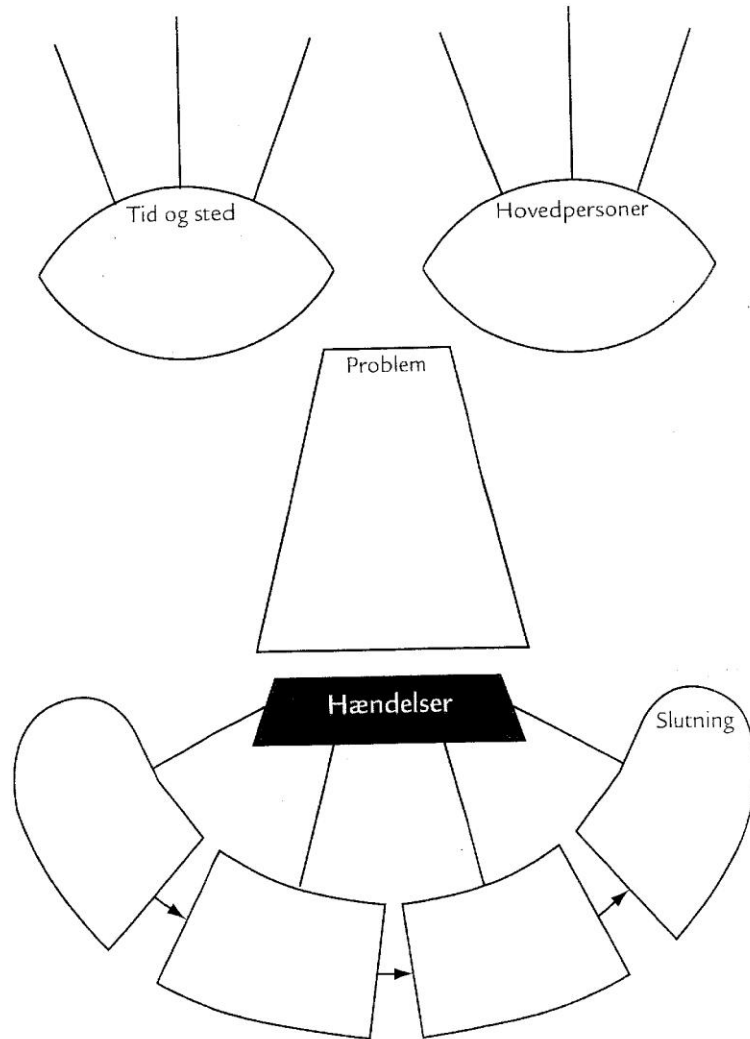 Tid og sted
Hovedpersoner
Problem
Hændelser
Slutning